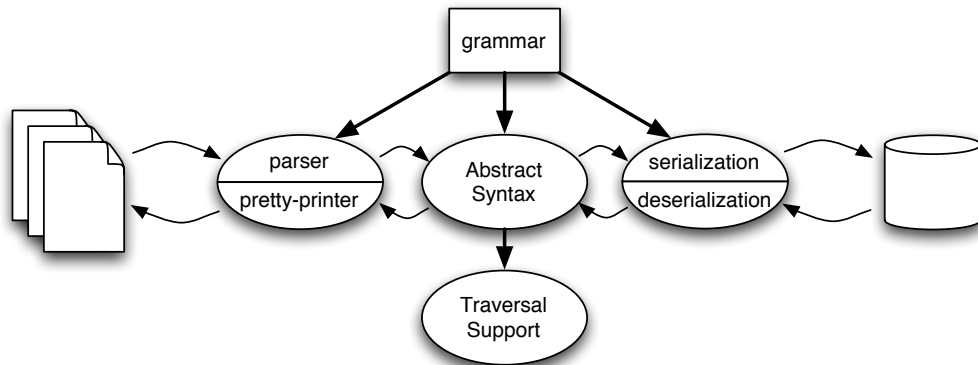 grammar
parser
pretty-printer
Abstract
Syntax
serialization
deserialization
Traversal
Support